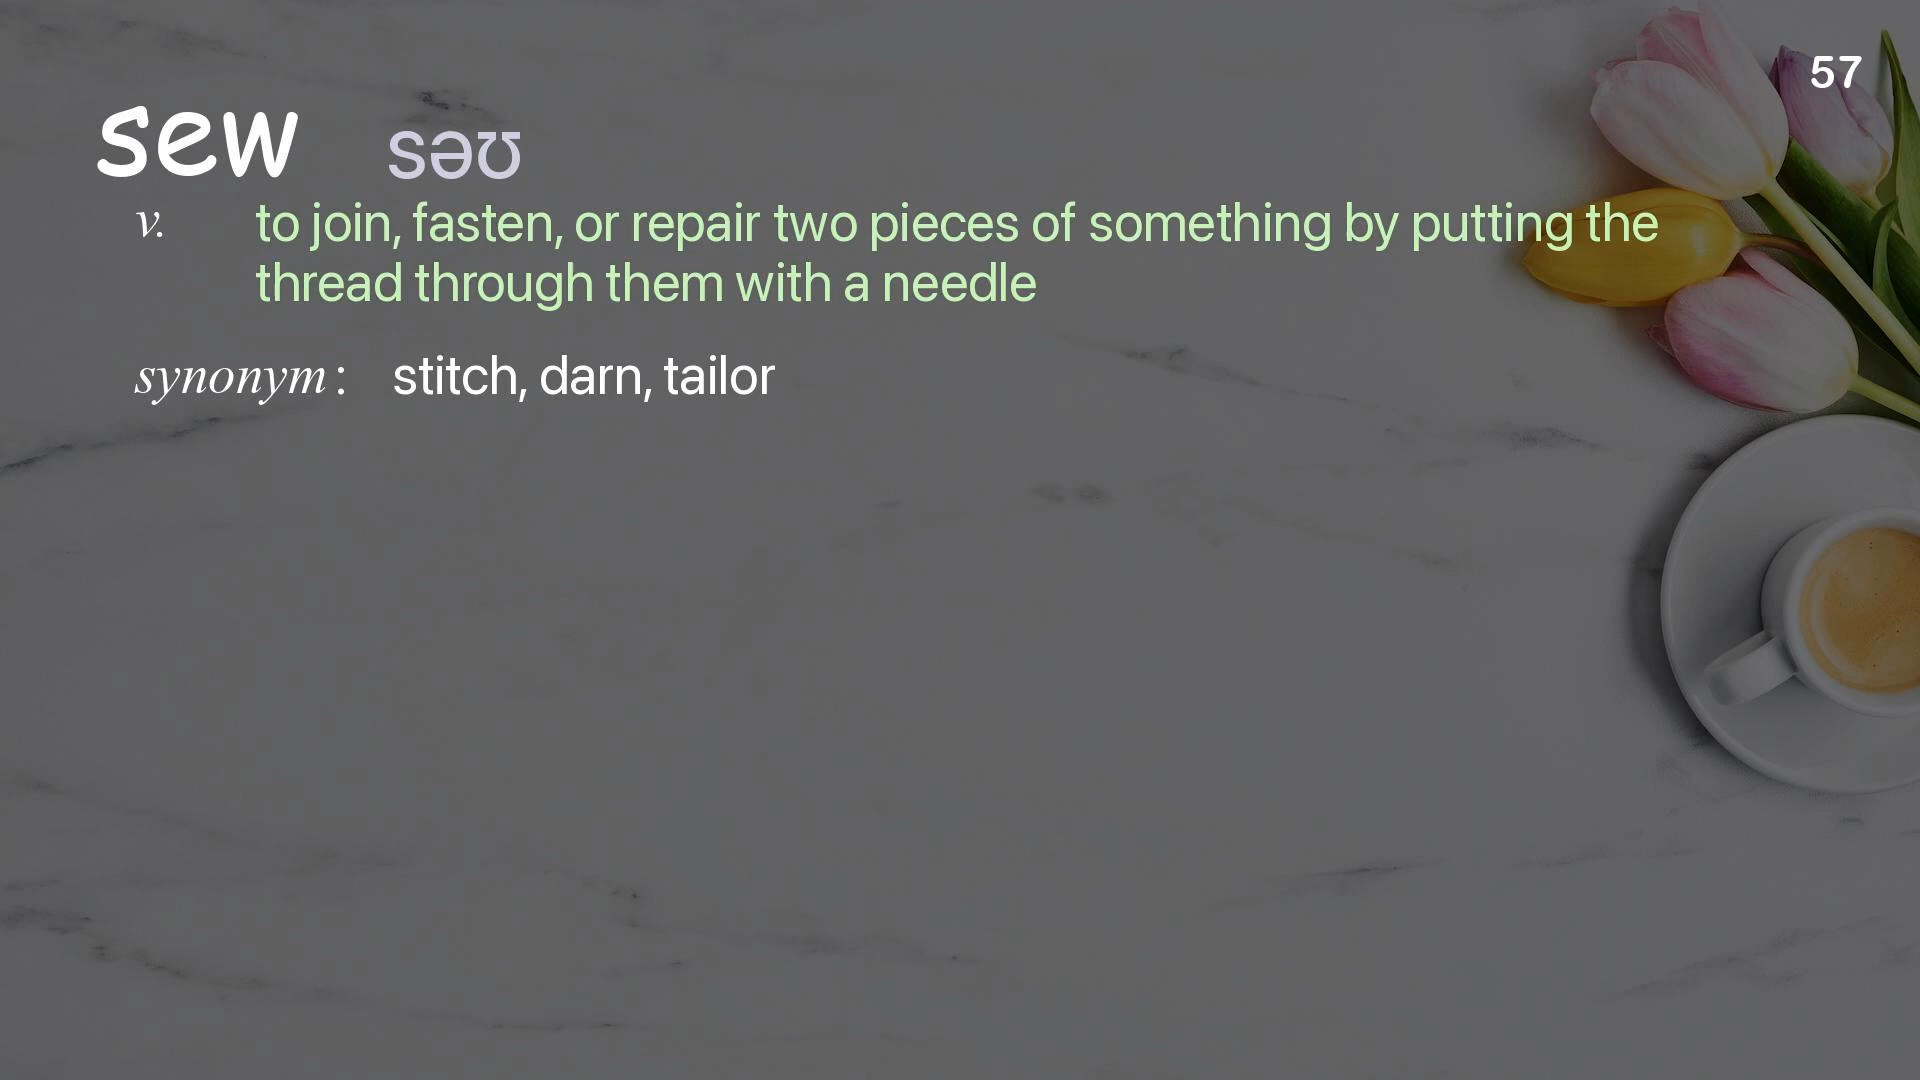 57
sew səʊ
v. to join, fasten, or repair two pieces of something by putting the
thread through them with a needle
synonym : stitch, darn, tailor